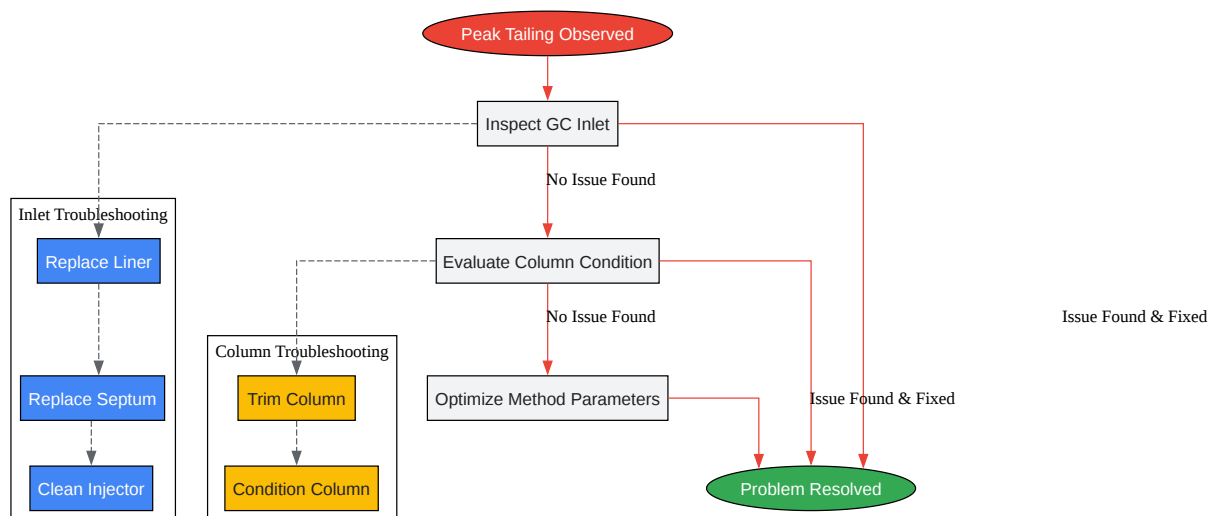 Peak Tailing Observed
Inspect GC Inlet
No Issue Found
Inlet Troubleshooting
Replace Liner
Evaluate Column Condition
No Issue Found
Issue Found & Fixed
Column Troubleshooting
Replace Septum
Trim Column
Optimize Method Parameters
Issue Found & Fixed
Clean Injector
Condition Column
Problem Resolved